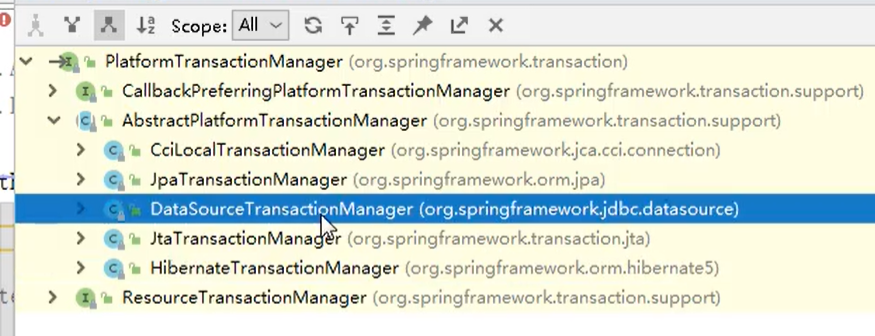 Scope: All
PlatformTransactionManager (org.springframework.transaction)
CallbackPreferringPlatformTransactionManager (org.springframework.transaction.support)
AbstractPlatformTransactionManager (org.springframework.transaction.support)
CciLocalTransactionManager (org.springframework.jca.cci.connection)
JpaTransactionManager (org.springframework.orm.jpa)
DataSourceTransactionManager (org.springframework.jdbc.datasource)
JtaTransactionManager (org.springframework.transaction.jta)
HibernateTransactionManager (org.springframework.orm.hibernate5)
ResourceTransactionManager (org.springframework.transaction.support)